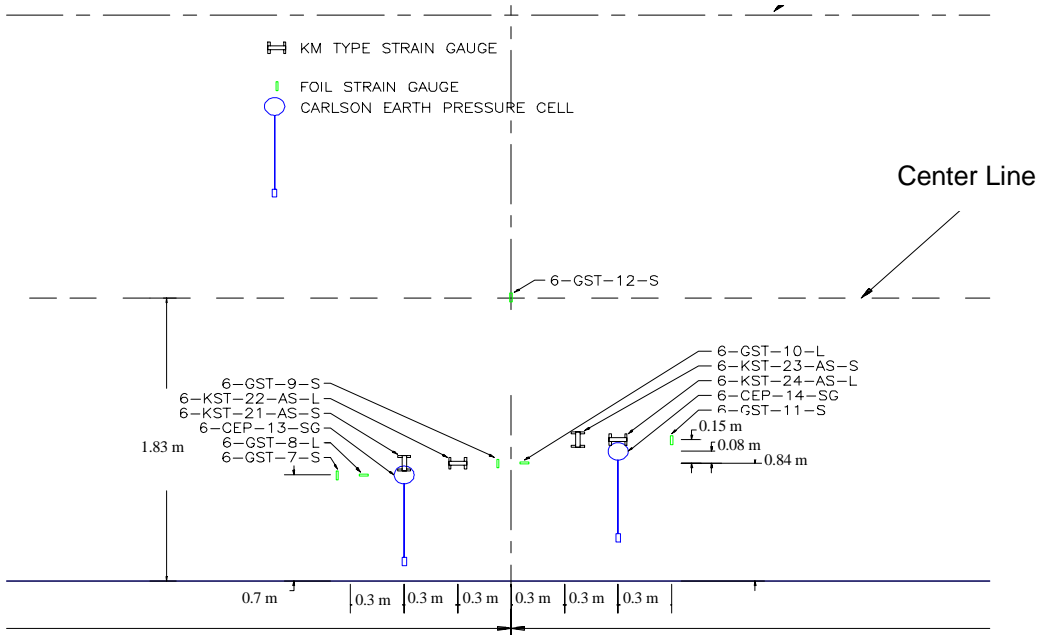 KM TYPE STRAIN GAUGE
FOIL STRAIN GAUGE
CARLSON EARTH PRESSURE CELL
Center Line
6-GST-12-S
6-GST-9-S
6-KST-22-AS-L
6-KST-21-AS-S
6-CEP-13-SG
6-GST-8-L
6-GST-7-S
6-GST-10-L
6-KST-23-AS-S
6-KST-24-AS-L
6-CEP-14-SG
6-GST-11-S
0.15 m
0.08 m
0.84 m
1.83 m
0.7 m
0.3 m
0.3 m
0.3 m
0.3 m
0.3 m
0.3 m